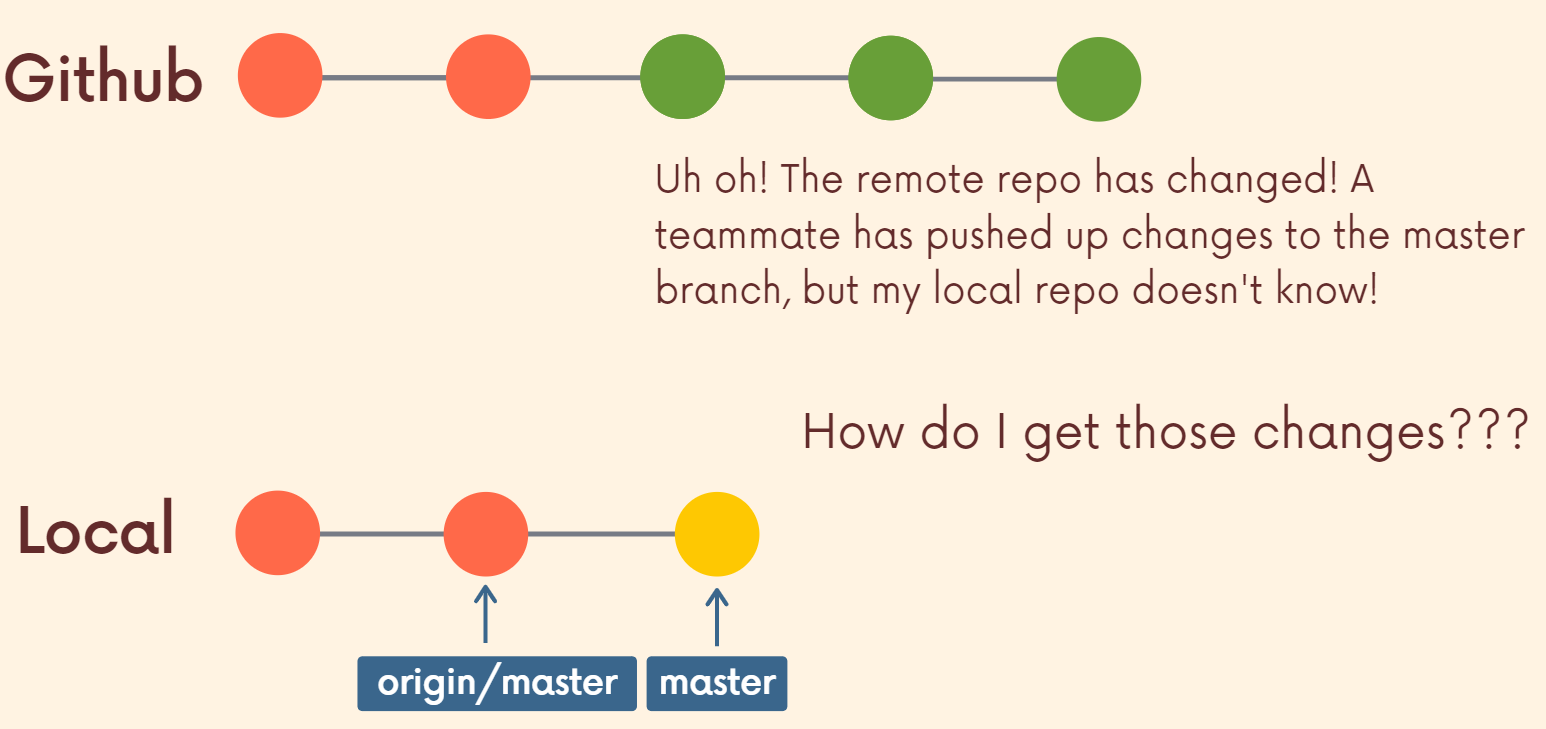 Github
Uh oh! The remote repo has changed! A
teammate has pushed up changes to the master
branch, but my local repo doesn't know!
How do I get those changes???
Local
origin/master
master